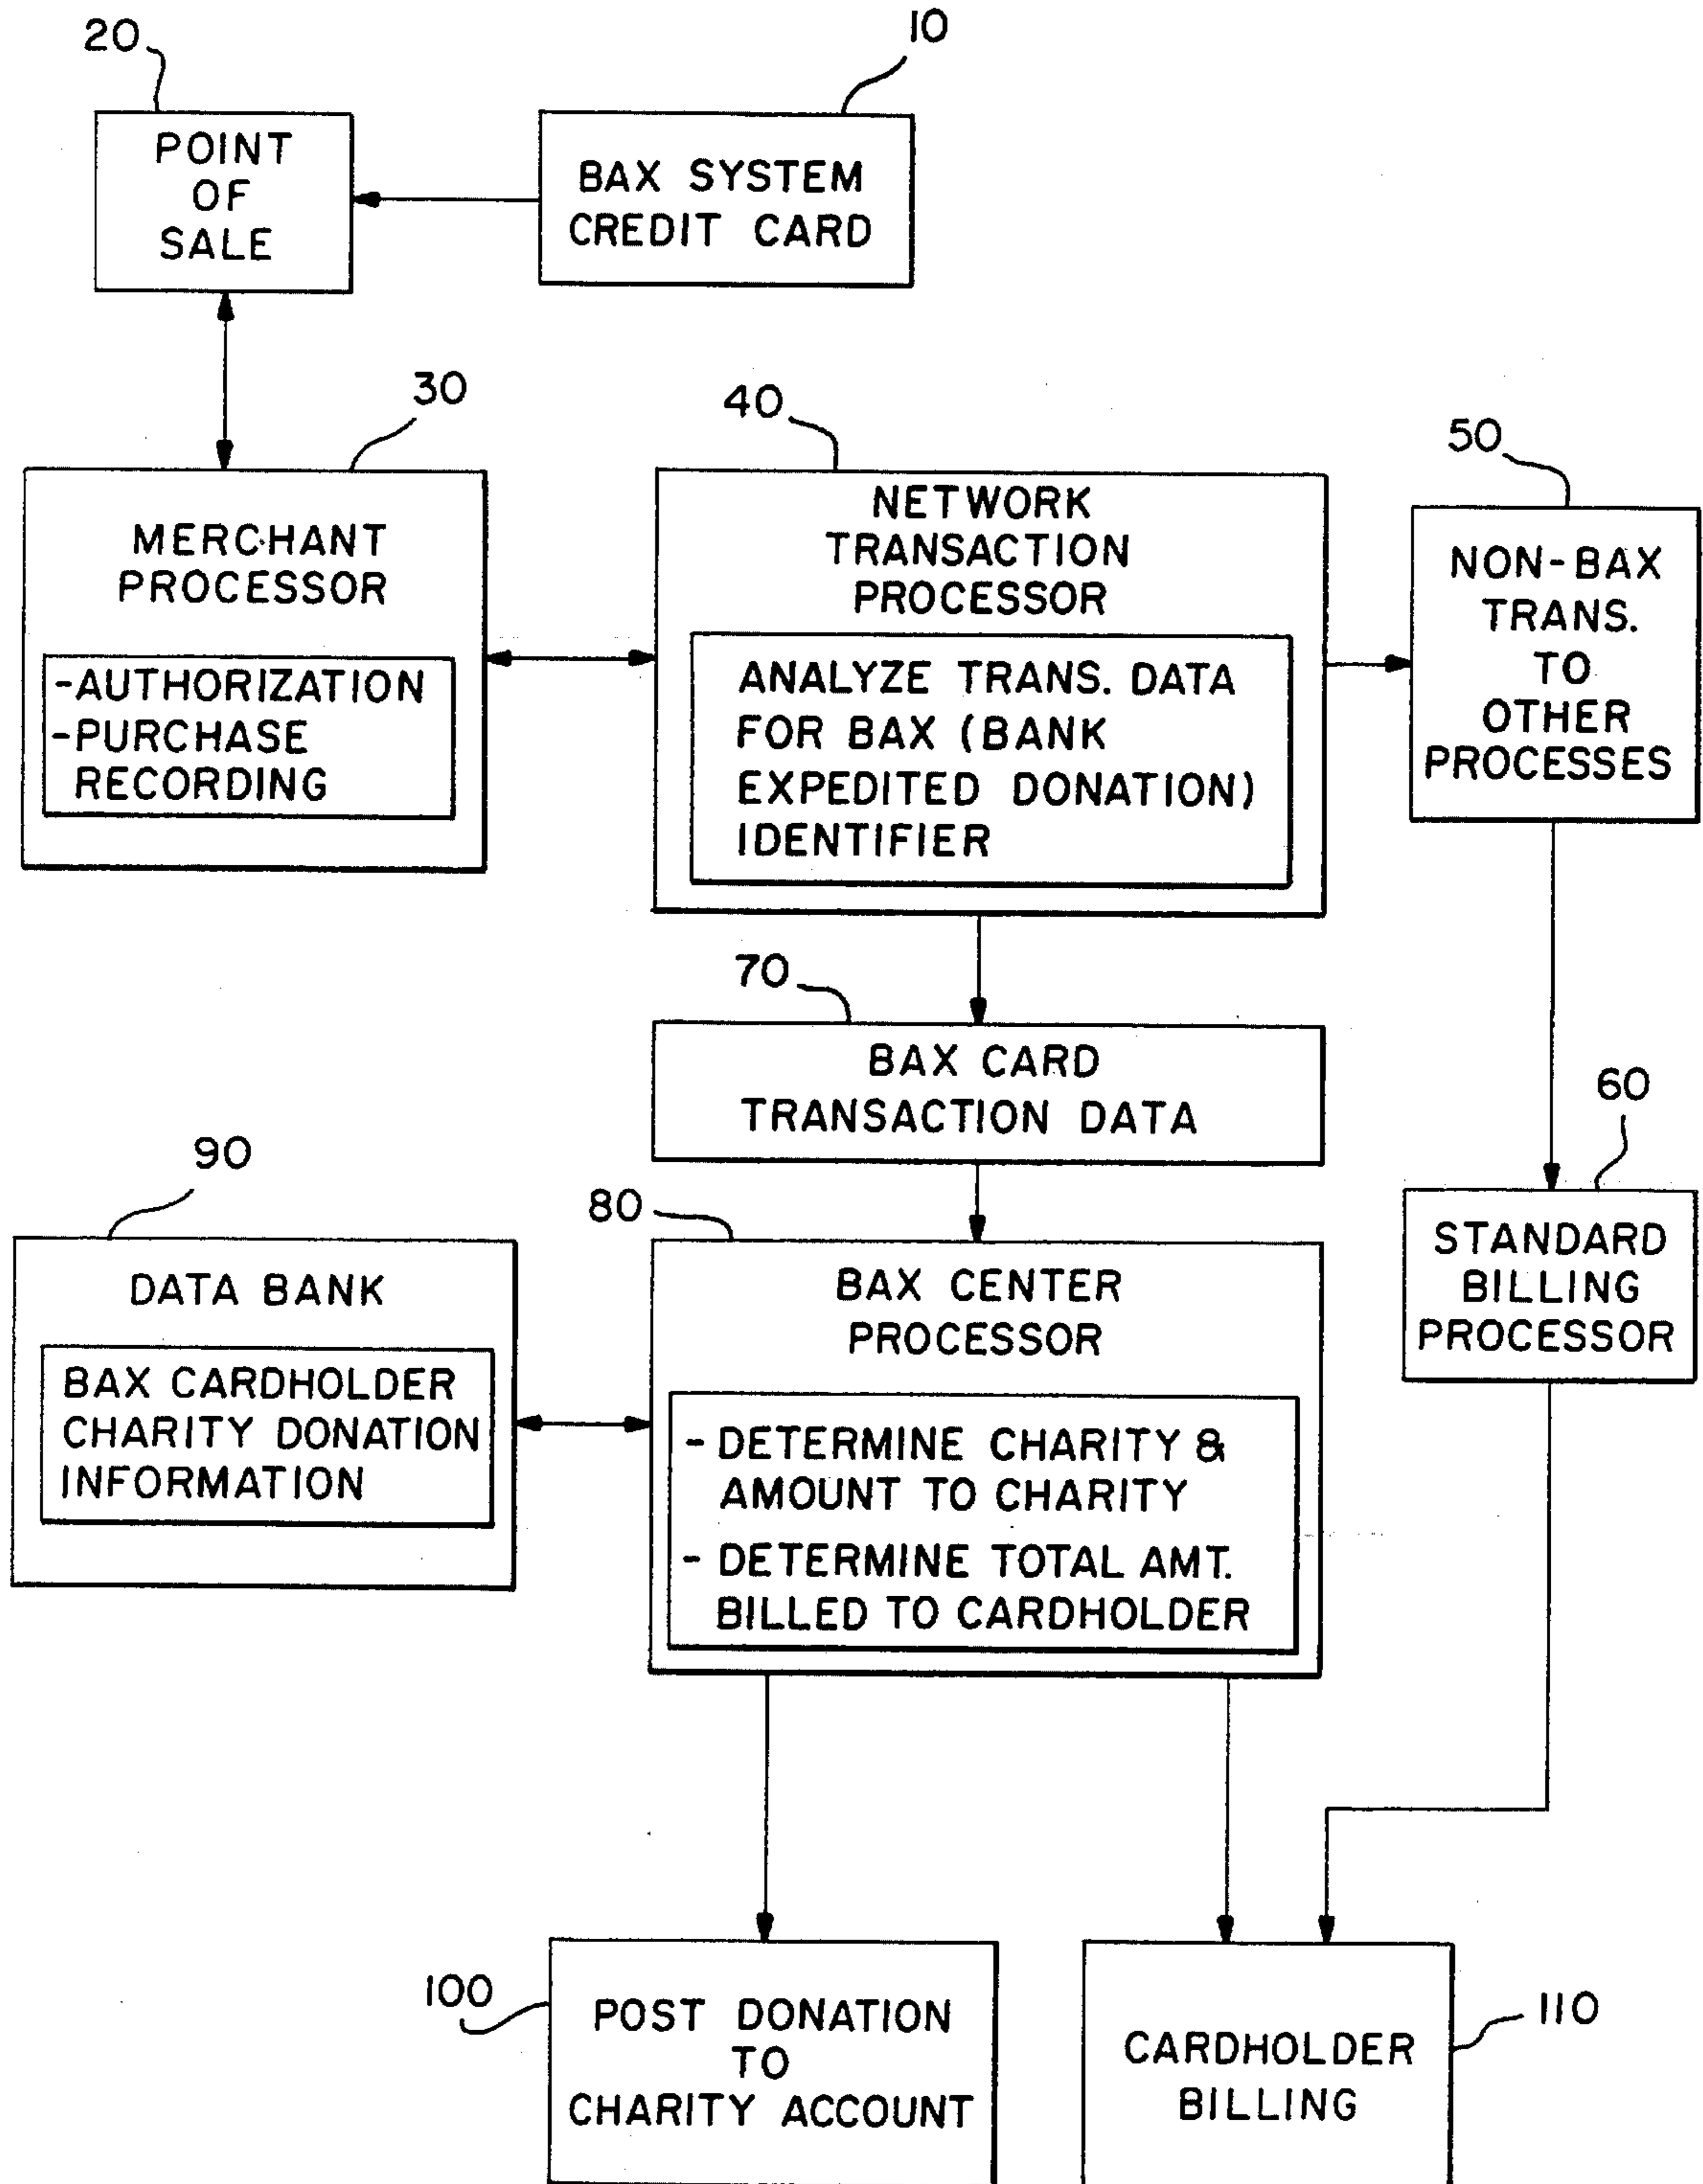 20
10
POINT
OF
SALE
BAX SYSTEM
CREDIT CARD
30
40
50
MERCHANT
PROCESSOR
-AUTHORIZATION
-PURCHASE
RECORDING
NETWORK
TRANSACTION
PROCESSOR
ANALYZE TRANS. DATA
FOR BAX (BANK
EXPEDITED DONATION)
IDENTIFIER
NON-BAX
TRANS.
TO
OTHER
PROCESSES
70
BAX CARD
TRANSACTION DATA
60
STANDARD
BILLING
PROCESSOR
90
DATA BANK
BAX CARDHOLDER
CHARITY DONATION
INFORMATION
80
BAX CENTER
PROCESSOR
- DETERMINE CHARITY &
AMOUNT TO CHARITY
- DETERMINE TOTAL AMT.
BILLED TO CARDHOLDER
100
POST DONATION
TO
CHARITY ACCOUNT
CARDHOLDER
BILLING
110